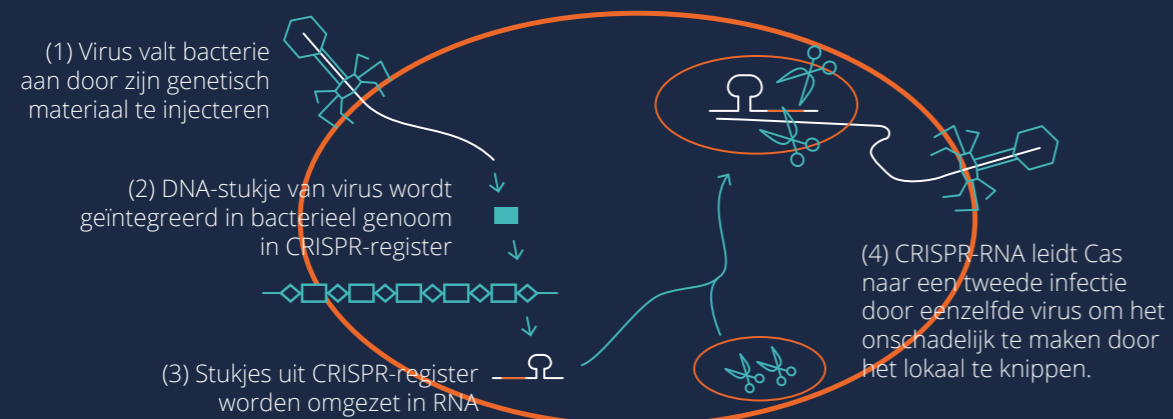 (1) Virus valt bacterie
aan door zijn genetisch
materiaal te injecteren
(2) DNA-stukje van virus wordt
geïntegreerd in bacterieel genoom
in CRISPR-register
(3) Stukjes uit CRISPR-register
worden omgezet in RNA
(4) CRISPR-RNA leidt Cas
naar een tweede infectie
door eenzelfde virus om het
onschadelijk te maken door
het lokaal te knippen.